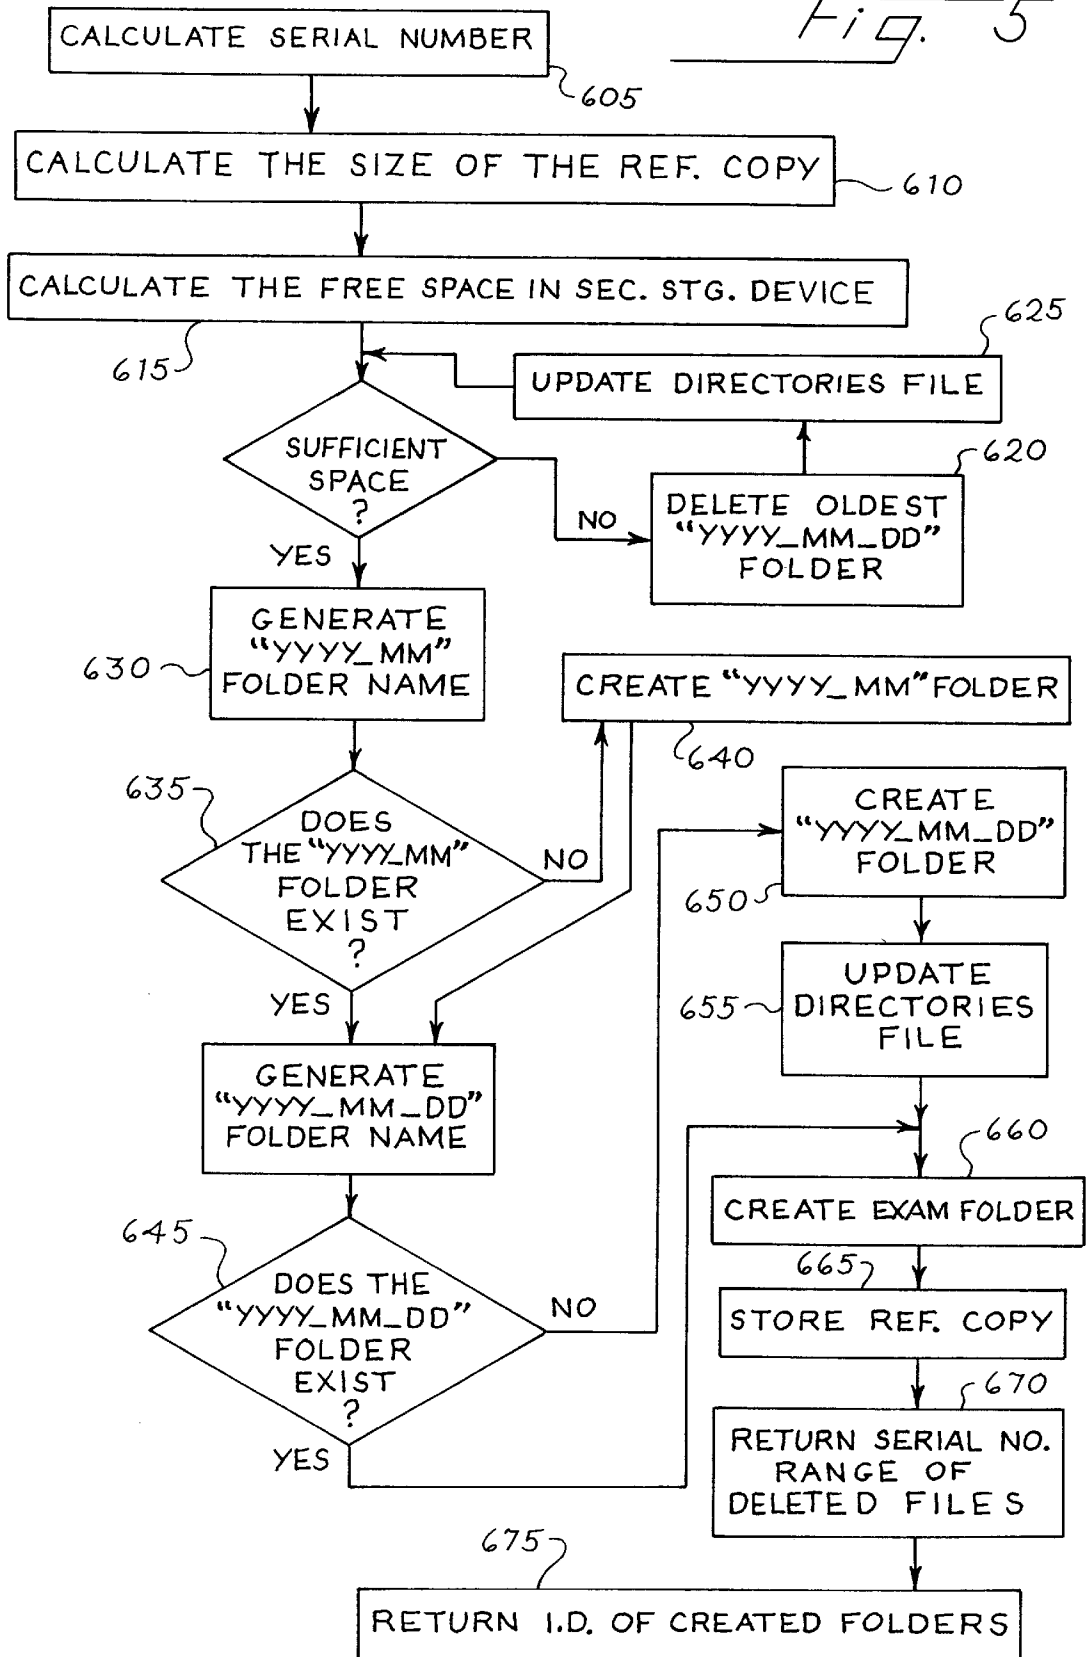 Fig. 5
CALCULATE SERIAL NUMBER
605
CALCULATE THE SIZE OF THE REF. COPY
610
CALCULATE THE FREE SPACE IN SEC. STG. DEVICE
615
625
UPDATE DIRECTORIES FILE
SUFFICIENT
SPACE
?
NO
YES
620
DELETE OLDEST
"YYYY_MM_DD"
FOLDER
GENERATE
"YYYY_MM"
FOLDER NAME
630
CREATE "YYYY_MM" FOLDER
640
635
DOES
THE "YYYY_MM"
FOLDER
EXIST
?
NO
YES
CREATE
"YYYY_MM_DD"
FOLDER
650
UPDATE
DIRECTORIES
FILE
655
GENERATE
"YYYY_MM_DD"
FOLDER NAME
645
DOES THE
"YYYY_MM_DD"
FOLDER
EXIST
?
NO
YES
660
CREATE EXAM FOLDER
665
STORE REF. COPY
670
RETURN SERIAL NO.
RANGE OF
DELETED FILES
675
RETURN I.D. OF CREATED FOLDERS